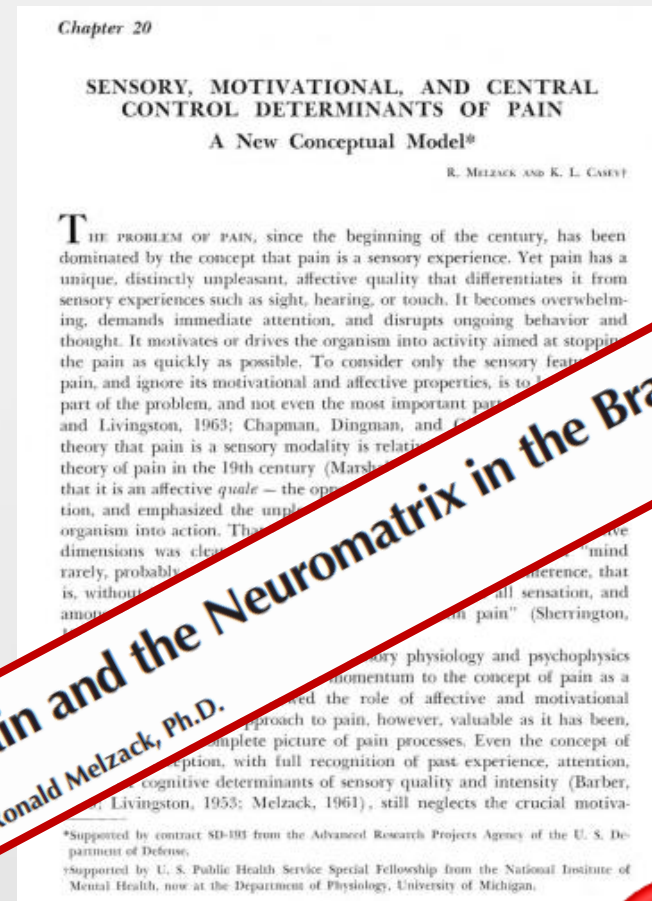 Chapter 20
SENSORY, MOTIVATIONAL, AND CENTRAL
CONTROL DETERMINANTS OF PAIN
A New Conceptual Model*
R. MELZACK AND K. L. CASEY†
THE PROBLEM OF PAIN, since the beginning of the century, has been
dominated by the concept that pain is a sensory experience. Yet pain has a
unique, distinctly unpleasant, affective quality that differentiates it from
sensory experiences such as sight, hearing, or touch. It becomes overwhelm-
ing, demands immediate attention, and disrupts ongoing behavior and
thought. It motivates or drives the organism into activity aimed at stopping
the pain as quickly as possible. To consider only the sensory
pain, and ignore its motivational and affective properties, is to
part of the problem, and not even the most important
and Livingston, 1963; Chapman, Dingman, and
theory that pain is a sensory modality is
theory of pain in the 19th century
that it is an affective quale — the
tion, and emphasized the
organism into action.
dimensions was "mind
rarely, probably that
is, without all sensation, and
pain" (Sherrington,
in and the Neuromatrix in the Bra
Ronald Melzack, Ph.D.
physiology and psychophysics
momentum to the concept of pain as a
the role of affective and motivational
approach to pain, however, valuable as it has been,
picture of pain processes. Even the concept of
with full recognition of past experience, attention,
cognitive determinants of sensory quality and intensity (Barber,
Livingston, 1953; Melzack, 1961), still neglects the crucial motiva-
*Supported by contract SD-193 from the Advanced Research Projects Agency of the U. S. De-
partment of Defense.
†Supported by U. S. Public Health Service Special Fellowship from the National Institute of
Mental Health, now at the Department of Physiology, University of Michigan.